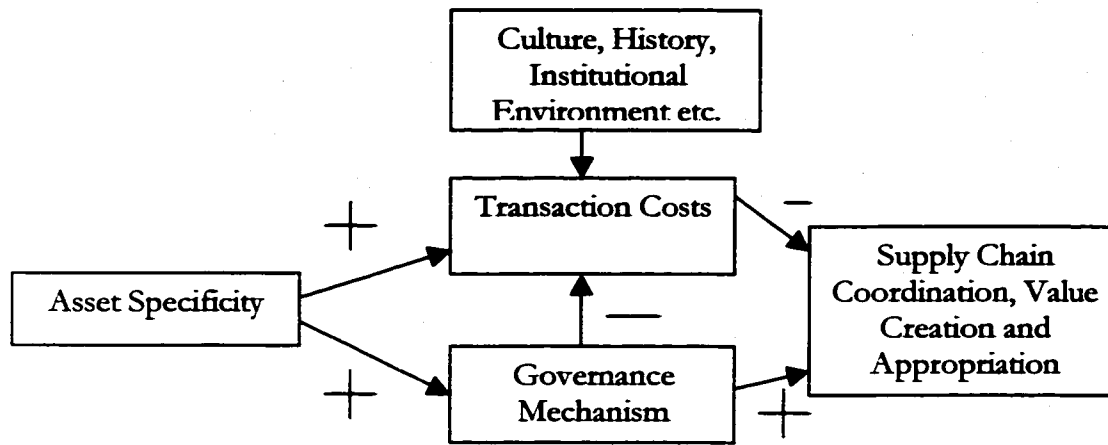 Culture, History,
Institutional
Environment etc.
Transaction Costs
+
−
Asset Specificity
Supply Chain
Coordination, Value
Creation and
Appropriation
—
+
Governance
Mechanism
+